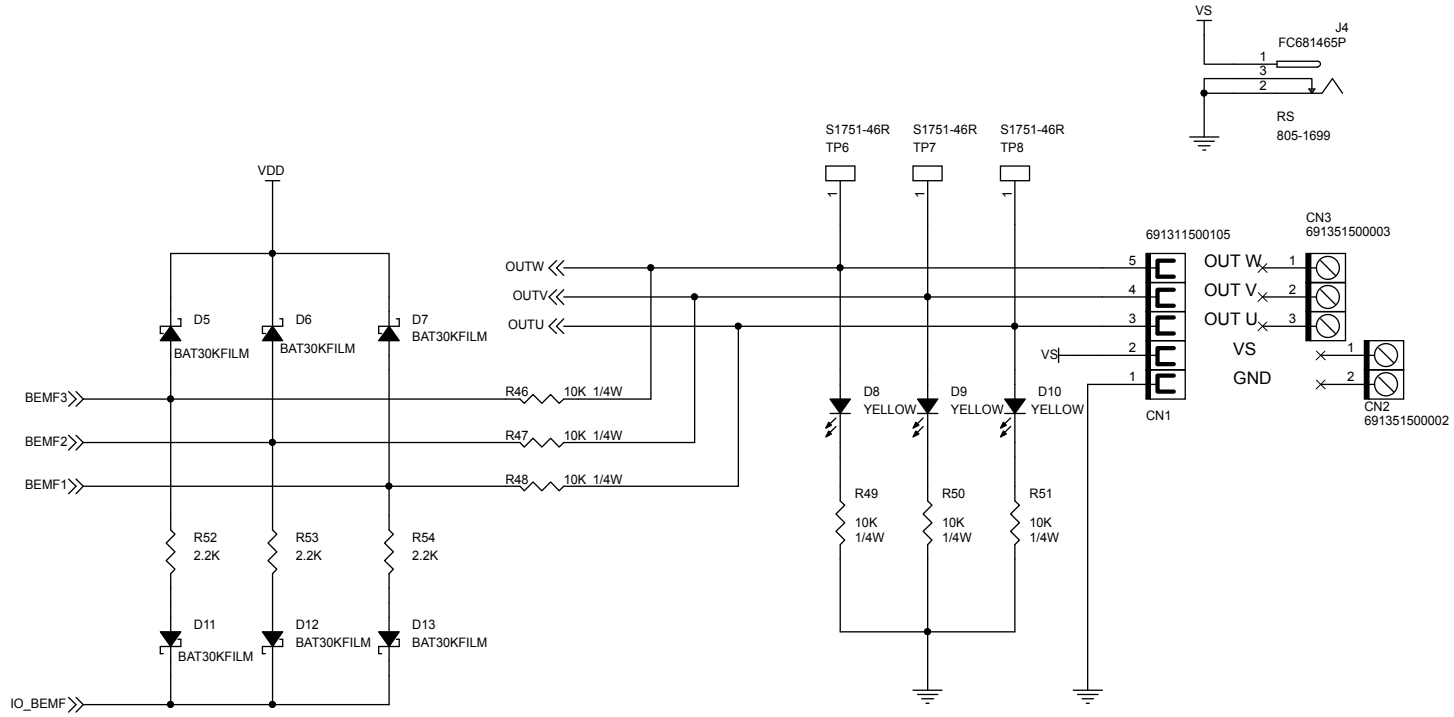 VS
J4
FC681465P
1
3
2
RS
805-1699
S1751-46R
TP6
S1751-46R
TP7
S1751-46R
TP8
1
1
1
VDD
D5
BAT30KFILM
D6
BAT30KFILM
D7
BAT30KFILM
OUTW
OUTV
OUTU
691311500105
5
4
3
2
1
VS
CN1
OUT W
OUT V
OUT U
VS
GND
CN3
691351500003
1
2
3
1
2
CN2
691351500002
BEMF3
BEMF2
BEMF1
R46 10K 1/4W
R47 10K 1/4W
R48 10K 1/4W
D8
YELLOW
D9
YELLOW
D10
YELLOW
R49
10K
1/4W
R50
10K
1/4W
R51
10K
1/4W
R52
2.2K
R53
2.2K
R54
2.2K
D11
BAT30KFILM
D12
BAT30KFILM
D13
BAT30KFILM
IO_BEMF